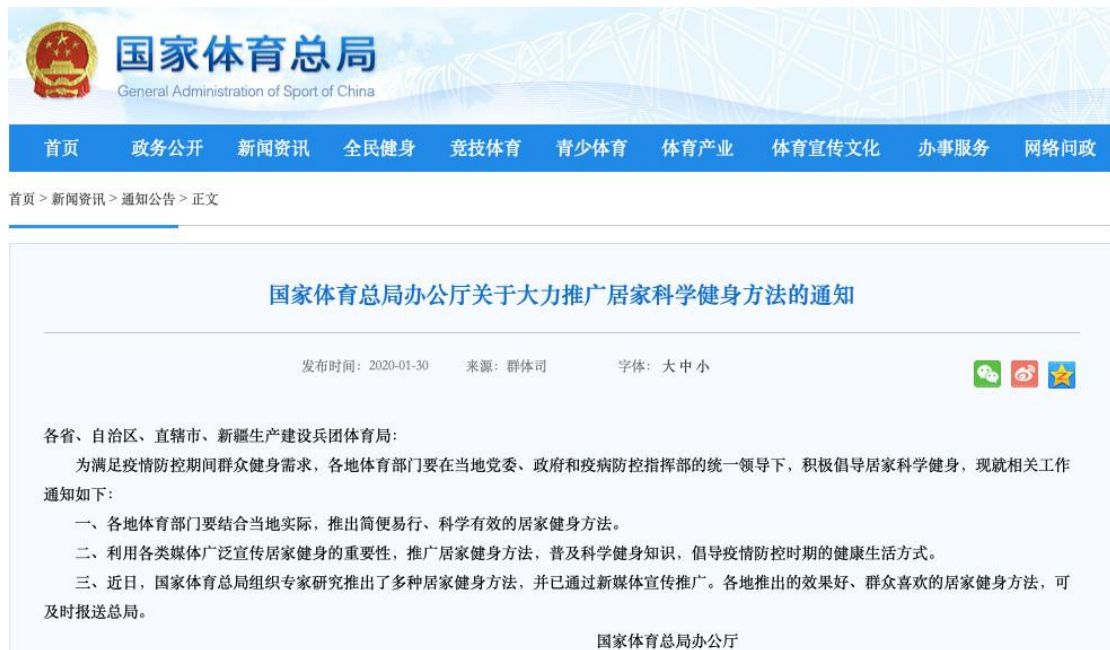 国家体育总局
General Administration of Sport of China
首页 政务公开 新闻资讯 全民健身 竞技体育 青少体育 体育产业 体育宣传文化 办事服务 网络问政
首页 > 新闻资讯 > 通知公告 > 正文
国家体育总局办公厅关于大力推广居家科学健身方法的通知
发布时间：2020-01-30 来源：群体司 字体：大 中 小
各省、自治区、直辖市、新疆生产建设兵团体育局：
为满足疫情防控期间群众健身需求，各地体育部门要在当地党委、政府和疫病防控指挥部的统一领导下，积极倡导居家科学健身，现就相关工作
通知如下：
一、各地体育部门要结合当地实际，推出简便易行、科学有效的居家健身方法。
二、利用各类媒体广泛宣传居家健身的重要性，推广居家健身方法，普及科学健身知识，倡导疫情防控时期的健康生活方式。
三、近日，国家体育总局组织专家研究推出了多种居家健身方法，并已通过新媒体宣传推广。各地推出的效果好、群众喜欢的居家健身方法，可
及时报送总局。
国家体育总局办公厅